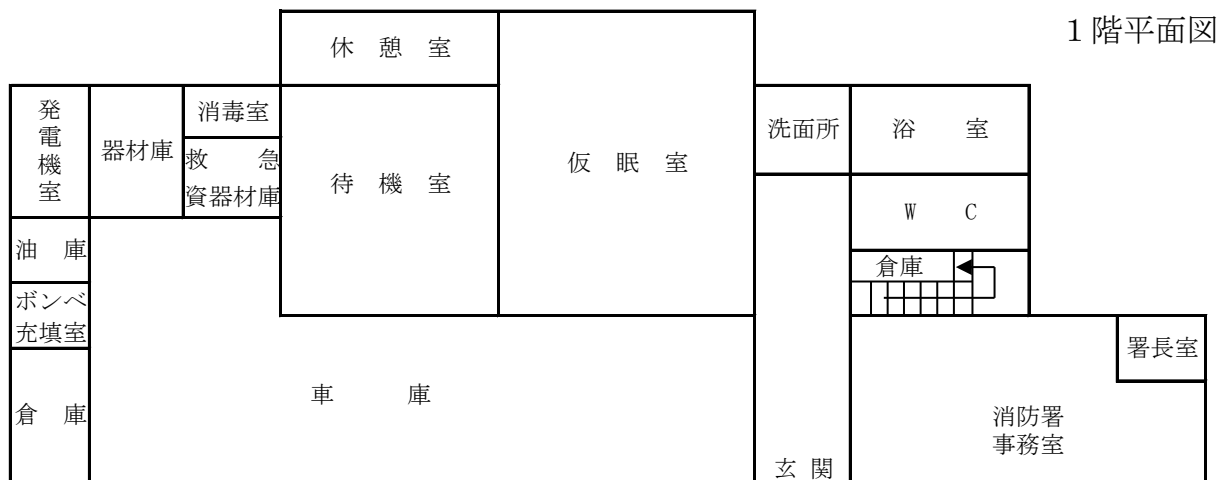 1階平面図
休憩室
発電機室
器材庫
消毒室
救急
資器材庫
待機室
仮眠室
洗面所
浴室
WC
倉庫
油庫
ボンベ
充填室
倉庫
車庫
玄関
署長室
消防署
事務室